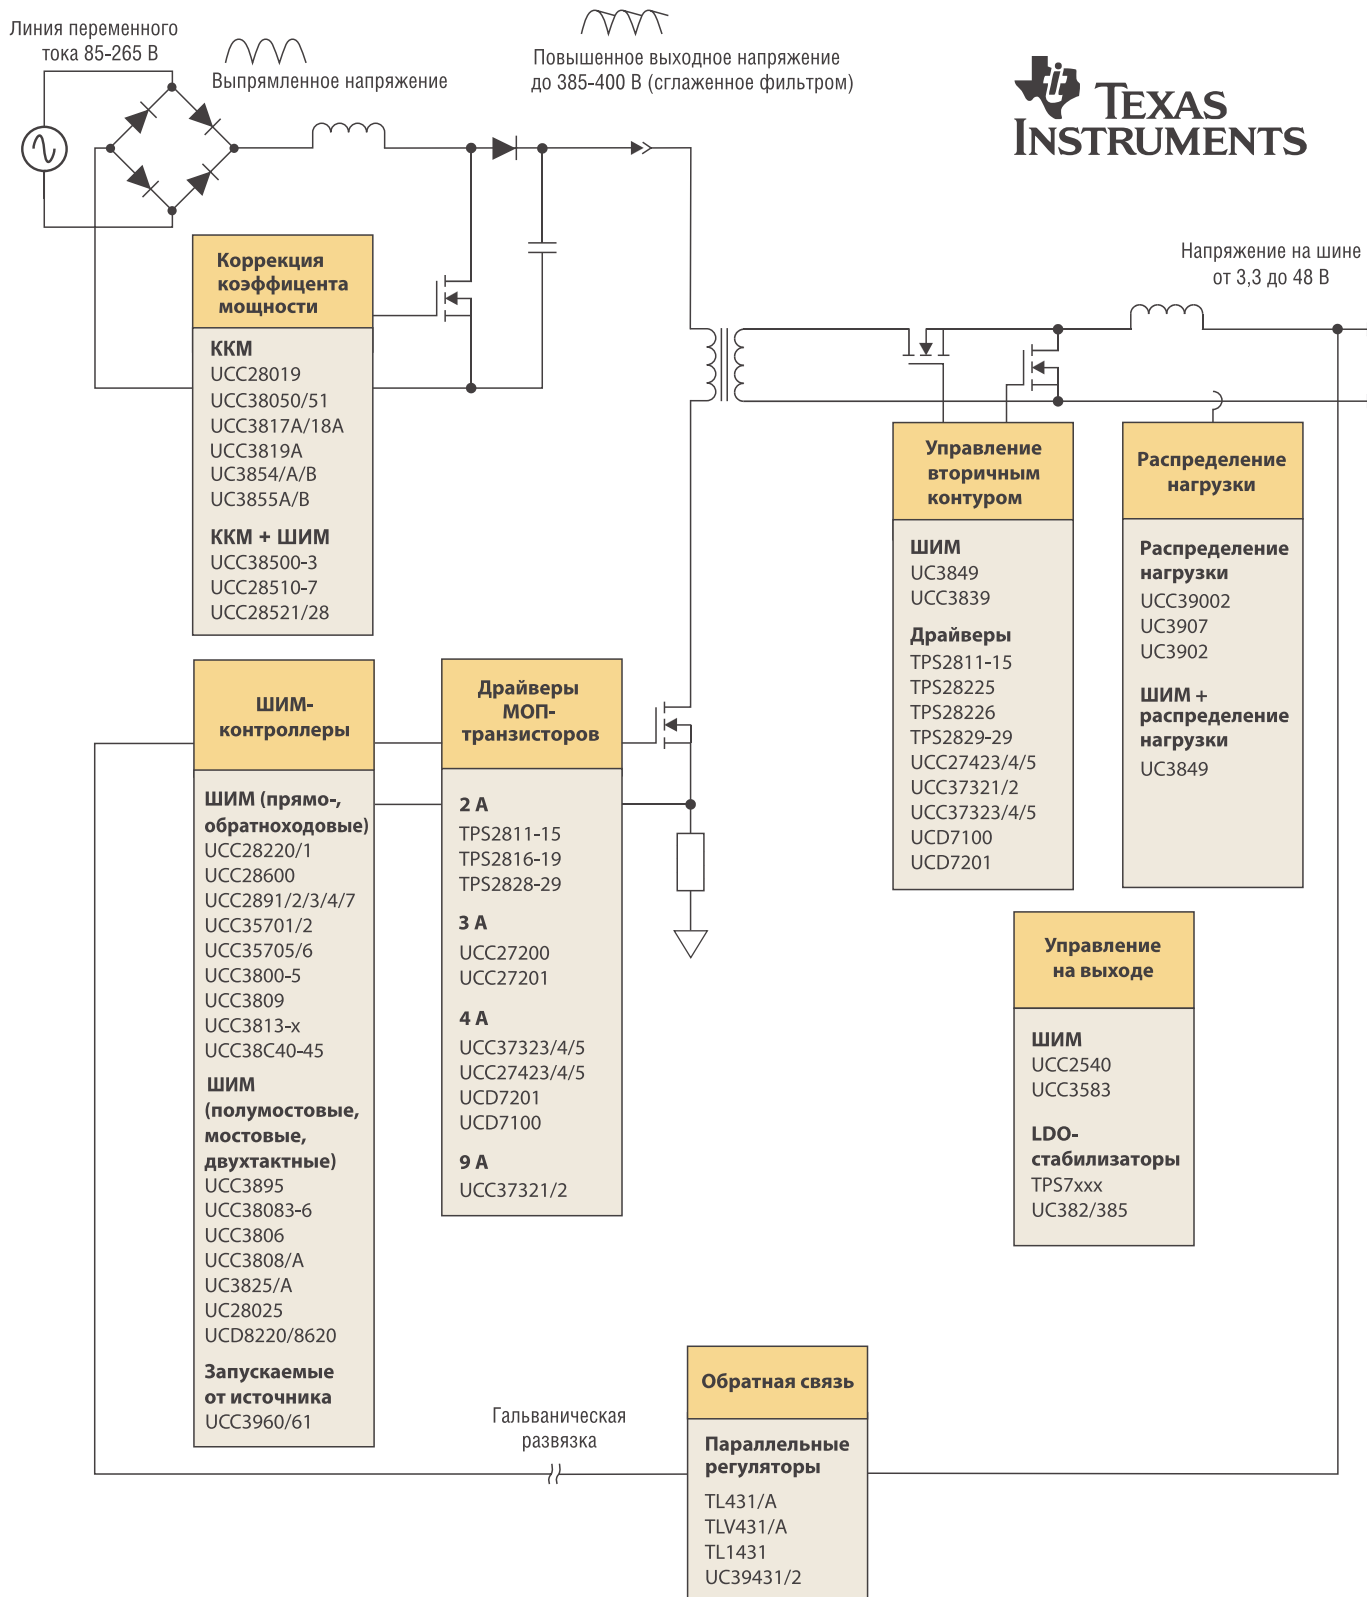 Линия переменного
тока 85-265 В
Выпрямленное напряжение
Повышенное выходное напряжение
до 385-400 В (сглаженное фильтром)
TEXAS
INSTRUMENTS
Напряжение на шине
от 3,3 до 48 В
Коррекция
коэффицента
мощности
ККМ
UCC28019
UCC38050/51
UCC3817A/18A
UCC3819A
UC3854/A/B
UC3855A/B
ККМ + ШИМ
UCC38500-3
UCC28510-7
UCC28521/28
Управление
вторичным
контуром
ШИМ
UC3849
UCC3839
Драйверы
TPS2811-15
TPS28225
TPS28226
TPS2829-29
UCC27423/4/5
UCC37321/2
UCC37323/4/5
UCD7100
UCD7201
Распределение
нагрузки
Распределение
нагрузки
UCC39002
UC3907
UC3902
ШИМ +
распределение
нагрузки
UC3849
ШИМ-
контроллеры
ШИМ (прямо-,
обратноходовые)
UCC28220/1
UCC28600
UCC2891/2/3/4/7
UCC35701/2
UCC35705/6
UCC3800-5
UCC3809
UCC3813-x
UCC38C40-45
ШИМ
(полумостовые,
мостовые,
двухтактные)
UCC3895
UCC38083-6
UCC3806
UCC3808/A
UC3825/A
UC28025
UCD8220/8620
Запускаемые
от источника
UCC3960/61
Драйверы
МОП-
транзисторов
2 А
TPS2811-15
TPS2816-19
TPS2828-29
3 А
UCC27200
UCC27201
4 А
UCC37323/4/5
UCC27423/4/5
UCD7201
UCD7100
9 А
UCC37321/2
Управление
на выходе
ШИМ
UCC2540
UCC3583
LDO-
стабилизаторы
TPS7xxx
UC382/385
Гальваническая
развязка
Обратная связь
Параллельные
регуляторы
TL431/A
TLV431/A
TL1431
UC39431/2